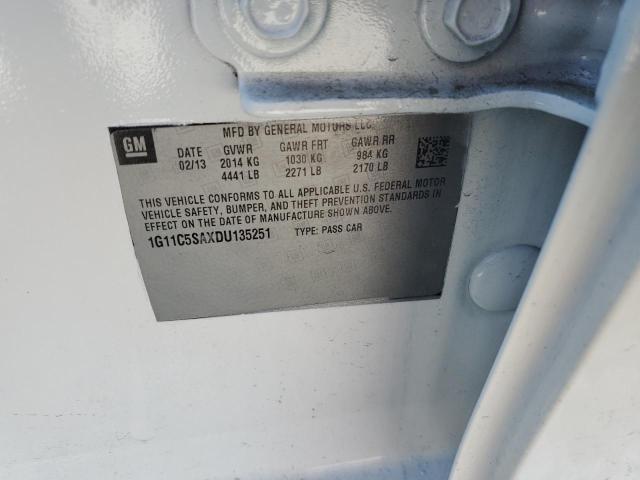 MFD BY GENERAL MOTORS LLC
GM
DATE GVWR GAWR FRT GAWR RR
02/13 2014 KG 1030 KG 984 KG
4441 LB 2271 LB 2170 LB
THIS VEHICLE CONFORMS TO ALL APPLICABLE U.S. FEDERAL MOTOR
VEHICLE SAFETY, BUMPER, AND THEFT PREVENTION STANDARDS IN
EFFECT ON THE DATE OF MANUFACTURE SHOWN ABOVE.
1G11C5SAXDU135251 TYPE: PASS CAR